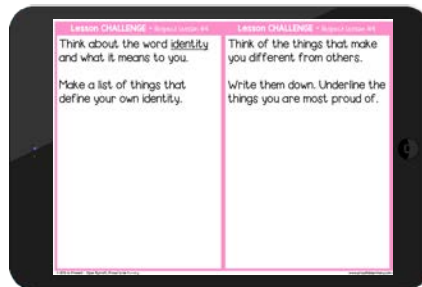 Lesson CHALLENGE - Respect Lesson #4
Think about the word identity
and what it means to you.
Make a list of things that
define your own identity.
Lesson CHALLENGE - Respect Lesson #4
Think of the things that make
you different from others.
Write them down. Underline the
things you are most proud of.